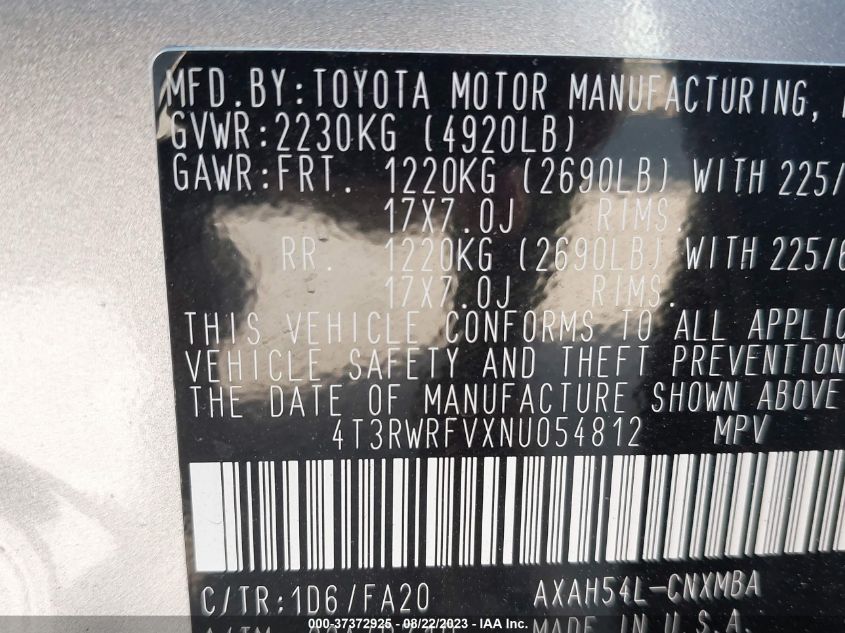 MFD.BY:TOYOTA MOTOR MANUFACTURING,
GVWR:2230KG (4920LB)
GAWR:FRT. 1220KG (2690LB) WITH 225/
17X7.0J RIMS.
RR. 1220KG (2690LB) WITH 225/6
17X7.0J RIMS.
THIS VEHICLE CONFORMS TO ALL APPLIC
VEHICLE SAFETY AND THEFT PREVENTION
THE DATE OF MANUFACTURE SHOWN ABOVE
4T3RWRFVXNU054812 MPV
C/TR:1D6/FA20 AXAH54L-CNXMBA
MADE IN U.S.A.
000-37372925 - 08/22/2023 - © IAA, Inc.